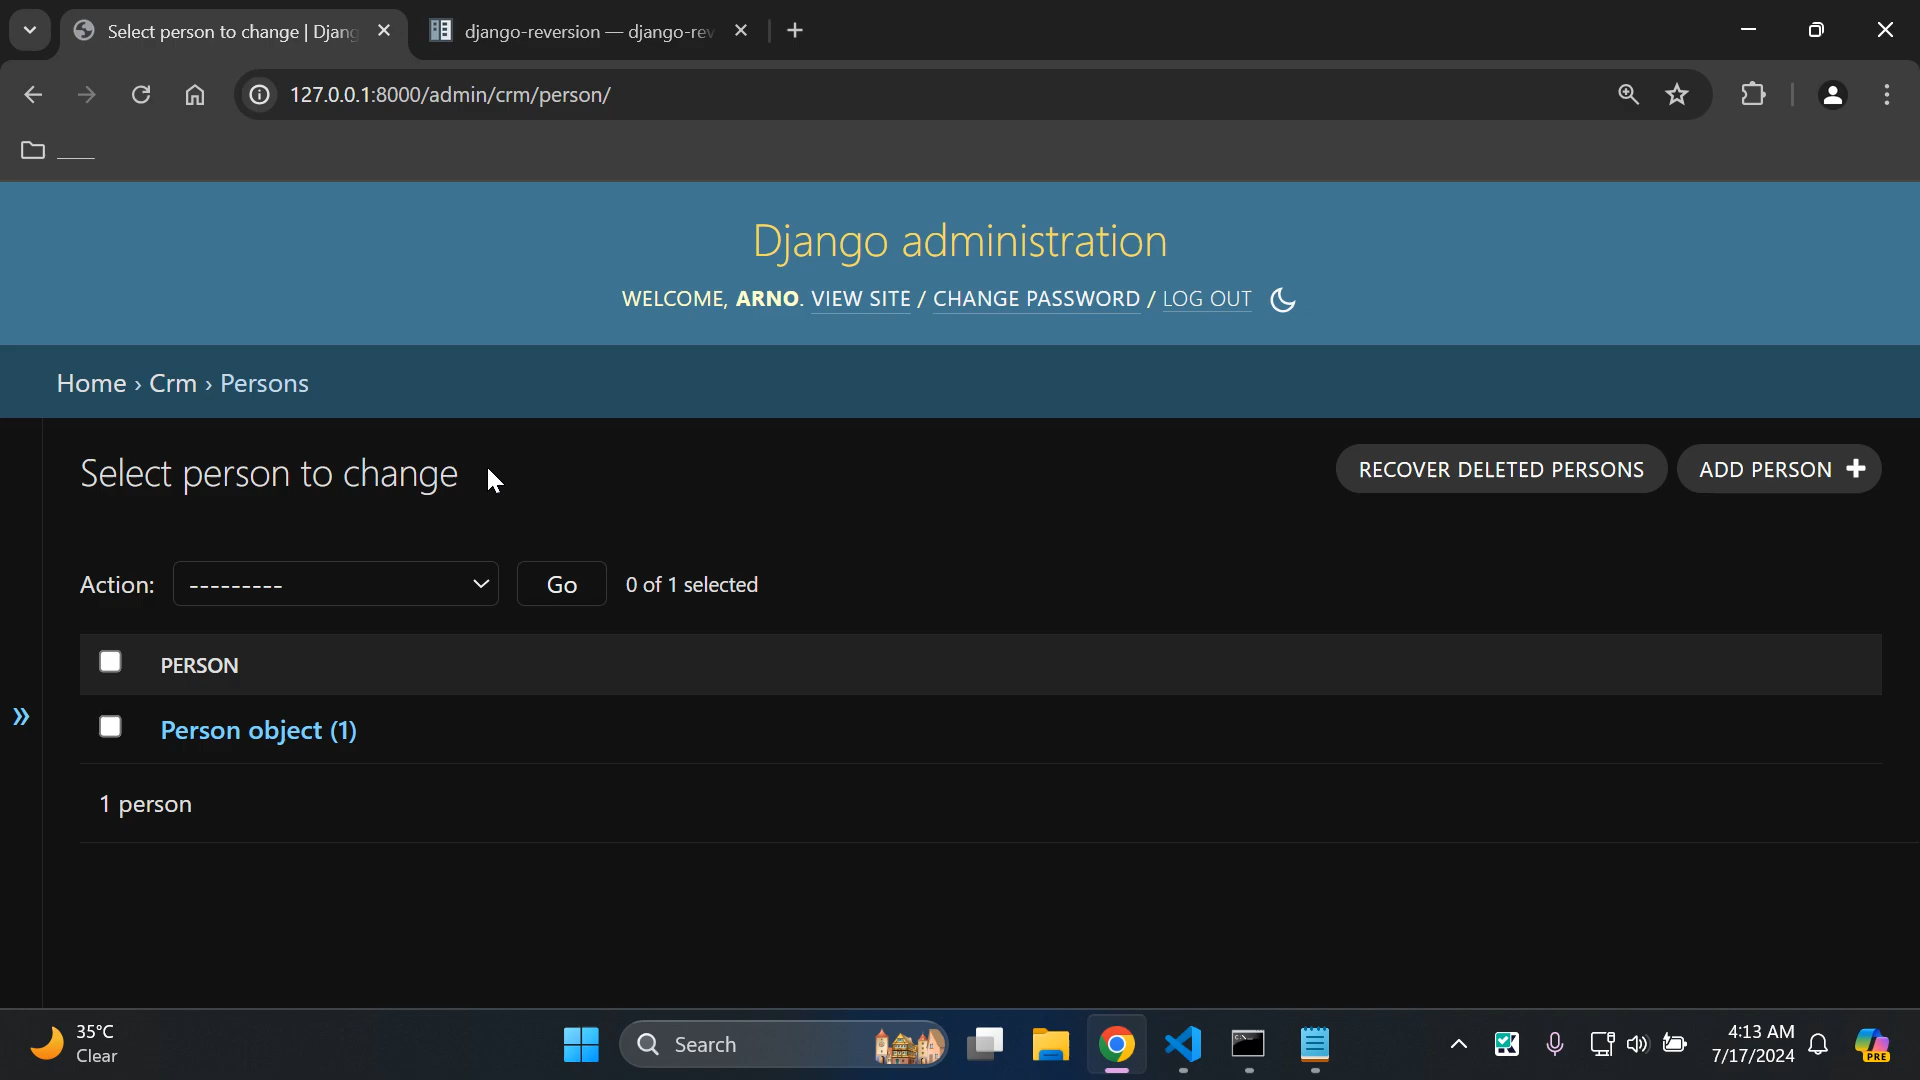 Select person to change | Djang
django-reversion — django-rev
127.0.0.1:8000/admin/crm/person/
Django administration
WELCOME, ARNO. VIEW SITE / CHANGE PASSWORD / LOG OUT
Home › Crm › Persons
Select person to change
RECOVER DELETED PERSONS
ADD PERSON
Action: --------- Go 0 of 1 selected
PERSON
Person object (1)
1 person
35°C
Clear
Search
4:13 AM
7/17/2024
PRE